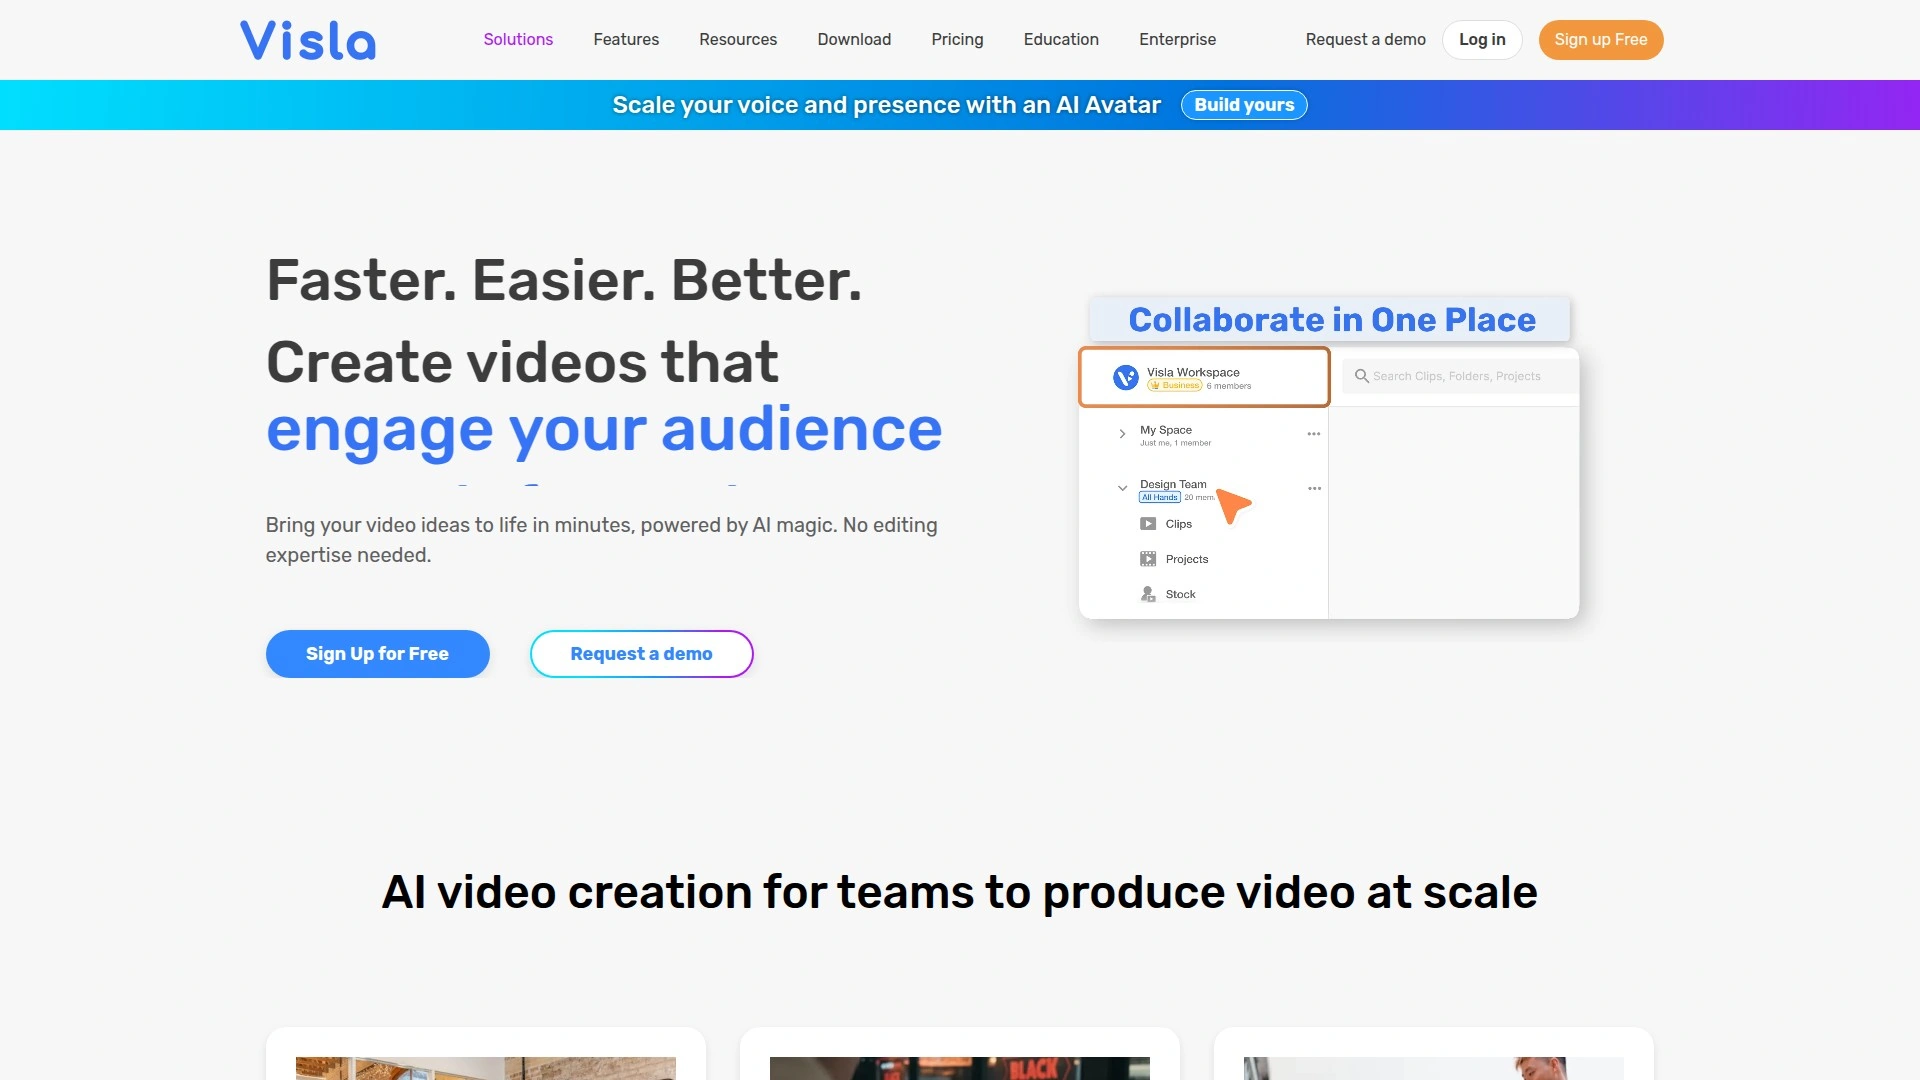 Visla
Solutions
Features
Resources
Download
Pricing
Education
Enterprise
Request a demo
Log in
Sign up Free
Scale your voice and presence with an AI Avatar
Build yours
Faster. Easier. Better.
Create videos that
engage your audience
Bring your video ideas to life in minutes, powered by AI magic. No editing
expertise needed.
Sign Up for Free
Request a demo
Collaborate in One Place
Visla Workspace
Business 6 members
Search Clips, Folders, Projects
My Space
Just me, 1 member
Design Team
All Hands 20 mem
Clips
Projects
Stock
AI video creation for teams to produce video at scale
BLACK